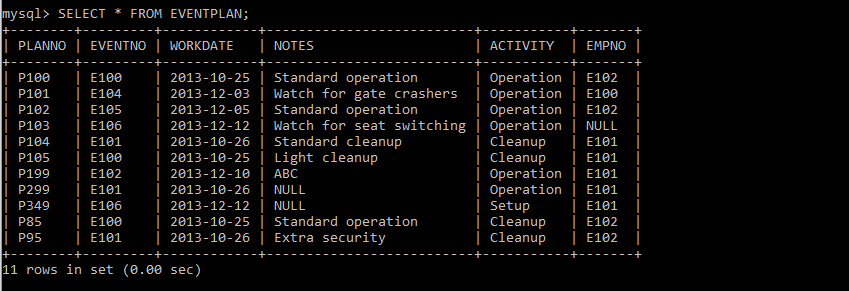 mysql> SELECT * FROM EVENTPLAN;
+--------+---------+------------+-------------------------+-----------+-------+
| PLANNO | EVENTNO | WORKDATE   | NOTES                   | ACTIVITY  | EMPNO |
+--------+---------+------------+-------------------------+-----------+-------+
| P100   | E100    | 2013-10-25 | Standard operation      | Operation | E102  |
| P101   | E104    | 2013-12-03 | Watch for gate crashers | Operation | E100  |
| P102   | E105    | 2013-12-05 | Standard operation      | Operation | E102  |
| P103   | E106    | 2013-12-12 | Watch for seat switching | Operation | NULL  |
| P104   | E101    | 2013-10-26 | Standard cleanup        | Cleanup   | E101  |
| P105   | E100    | 2013-10-25 | Light cleanup           | Cleanup   | E101  |
| P199   | E102    | 2013-12-10 | ABC                     | Operation | E101  |
| P299   | E101    | 2013-10-26 | NULL                    | Operation | E101  |
| P349   | E106    | 2013-12-12 | NULL                    | Setup     | E101  |
| P85    | E100    | 2013-10-25 | Standard operation      | Cleanup   | E102  |
| P95    | E101    | 2013-10-26 | Extra security          | Cleanup   | E102  |
+--------+---------+------------+-------------------------+-----------+-------+
11 rows in set (0.00 sec)